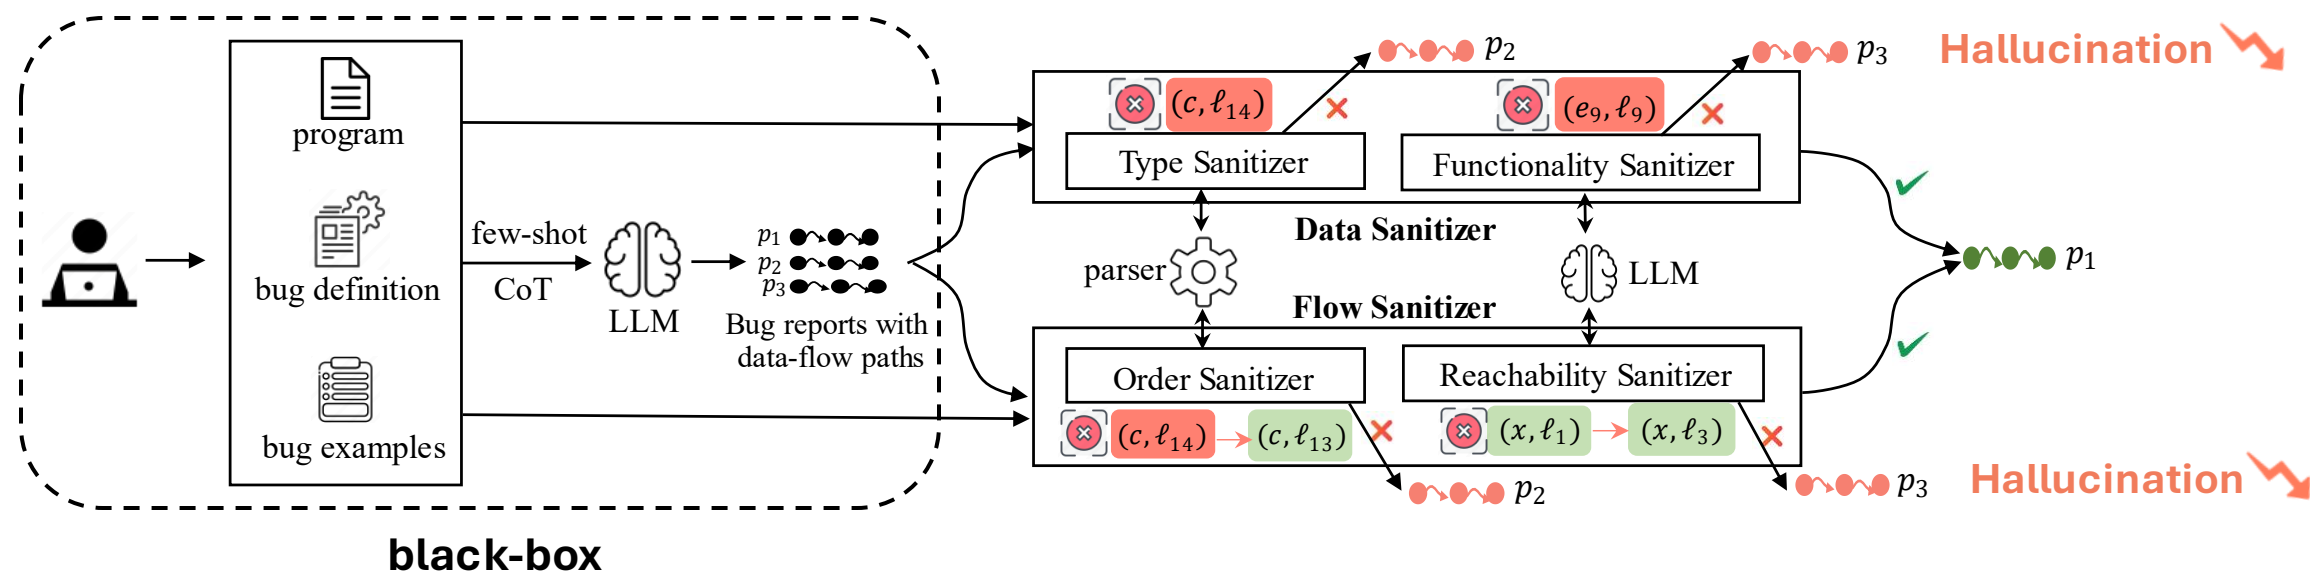 program
bug definition
bug examples
few-shot
CoT
LLM
p₁
p₂
p₃
Bug reports with
data-flow paths
black-box
(c, ℓ₁₄)
p₂
(e₉, ℓ₉)
p₃
Hallucination
Type Sanitizer
Functionality Sanitizer
Data Sanitizer
parser
LLM
Flow Sanitizer
Order Sanitizer
Reachability Sanitizer
(c, ℓ₁₄) → (c, ℓ₁₃)
p₂
(x, ℓ₁) → (x, ℓ₃)
p₃
Hallucination
p₁